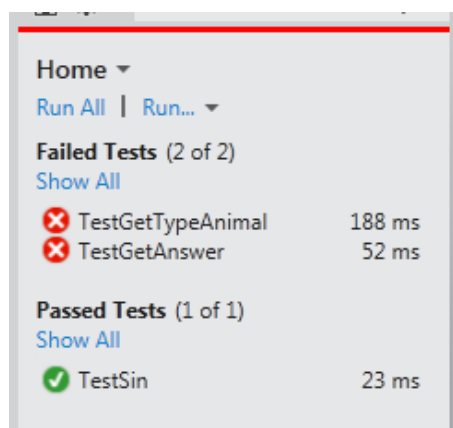 Home
Run All | Run...
Failed Tests (2 of 2)
Show All
TestGetTypeAnimal 188 ms
TestGetAnswer 52 ms
Passed Tests (1 of 1)
Show All
TestSin 23 ms